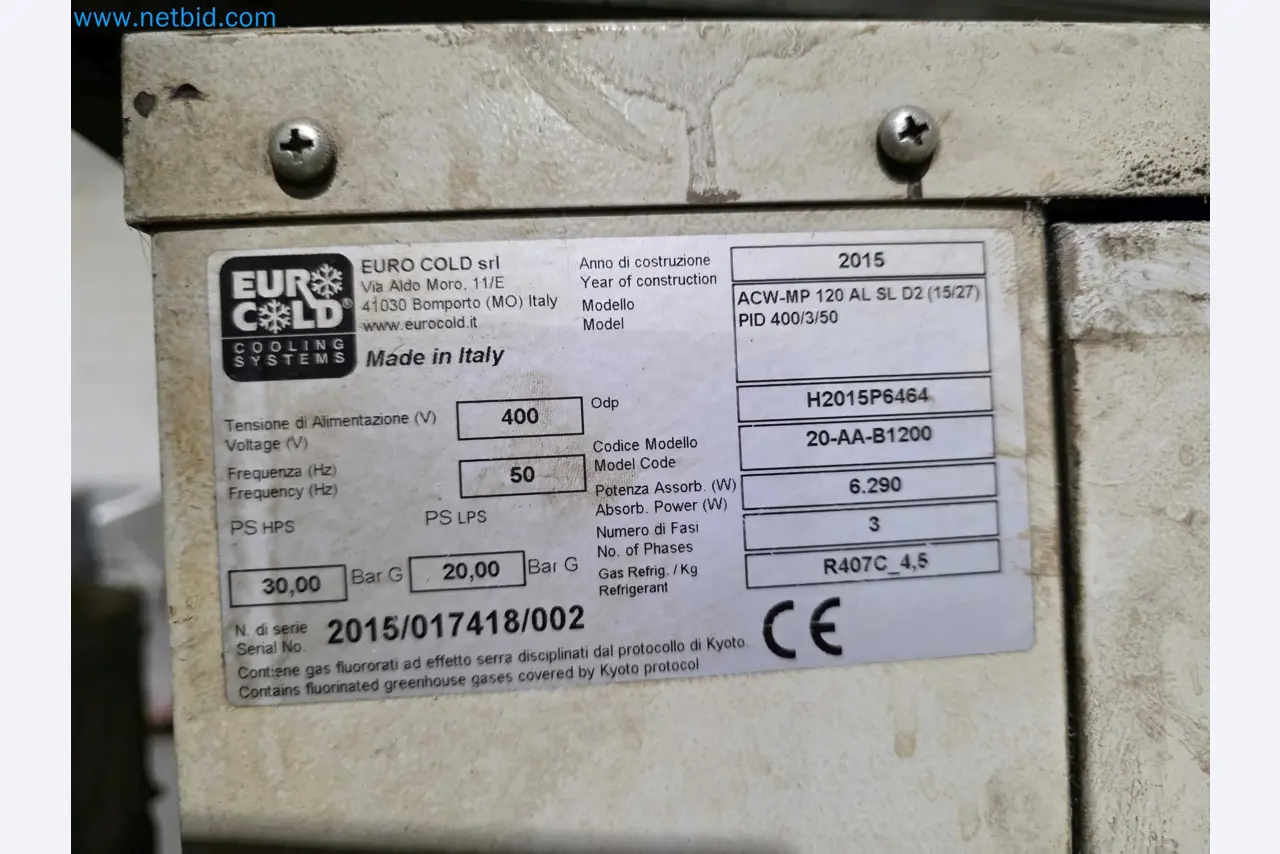 www.netbid.com
EURO COLD
COOLING
SYSTEMS
EURO COLD srl
Via Aldo Moro, 11/E
41030 Bomporto (MO) Italy
www.eurocold.it
Made in Italy
Anno di costruzione
Year of construction
2015
Modello
Model
ACW-MP 120 AL SL D2 (15/27)
PID 400/3/50
Tensione di Alimentazione (V)
Voltage (V)
400
Odp
H2015P6464
Frequenza (Hz)
Frequency (Hz)
50
Codice Modello
Model Code
20-AA-B1200
Potenza Assorb. (W)
Absorb. Power (W)
6.290
PS HPS
PS LPS
Numero di Fasi
No. of Phases
3
30,00 Bar G
20,00 Bar G
Gas Refrig. / Kg
Refrigerant
R407C_4,5
N. di serie
Serial No.
2015/017418/002
CE
Contiene gas fluororati ad effetto serra disciplinati dal protocollo di Kyoto.
Contains fluorinated greenhouse gases covered by Kyoto protocol